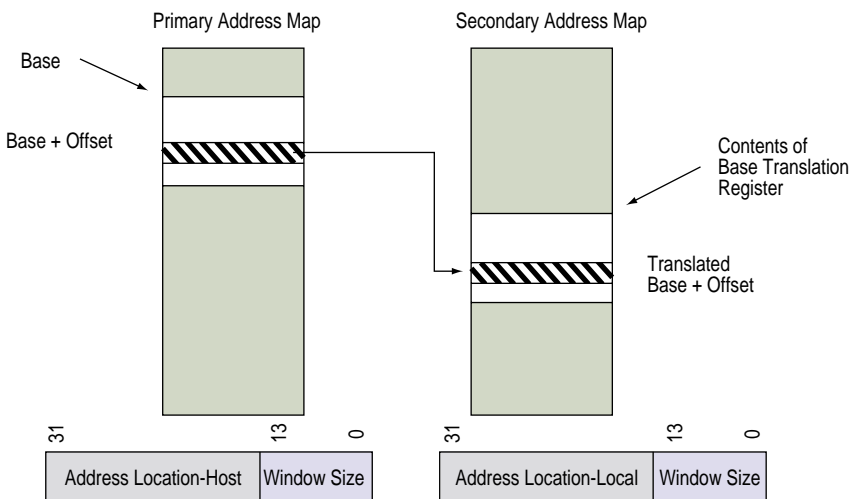 Primary Address Map
Secondary Address Map
Base
Base + Offset
Contents of
Base Translation
Register
Translated
Base + Offset
31
13
0
31
13
0
Address Location-Host
Window Size
Address Location-Local
Window Size